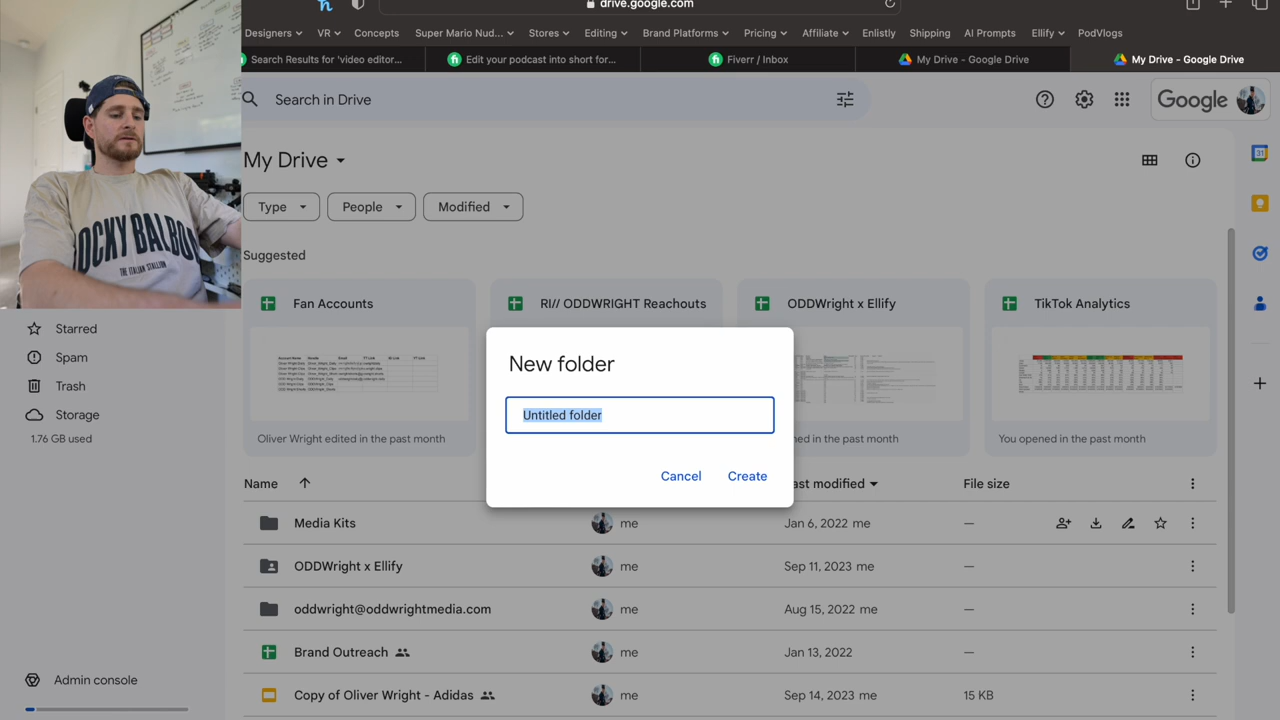 drive.google.com
Designers VR Concepts Super Mario Nud... Stores Editing Brand Platforms Pricing Affiliate Enlistly Shipping AI Prompts Ellify PodVlogs
Search Results for 'video editor... Edit your podcast into short for... Fiverr / Inbox My Drive - Google Drive My Drive - Google Drive
Search in Drive Google
31
My Drive
Type People Modified
Suggested
Fan Accounts RI// ODDWRIGHT Reachouts ODDWright x Ellify TikTok Analytics
OCKY BALBO
THE ITALIAN STALLION
Starred
Spam
Trash
Storage
1.76 GB used
New folder
Untitled folder
Cancel Create
Oliver Wright edited in the past month ned in the past month You opened in the past month
Name ast modified File size
Media Kits me Jan 6, 2022 me —
ODDWright x Ellify me Sep 11, 2023 me —
oddwright@oddwrightmedia.com me Aug 15, 2022 me —
Brand Outreach me Jan 13, 2022 —
Copy of Oliver Wright - Adidas me Sep 14, 2023 me 15 KB
Admin console